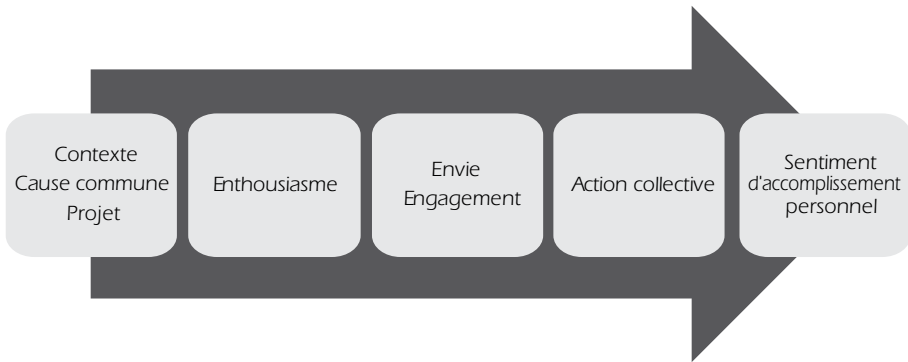 Contexte
Cause commune
Projet
Enthousiasme
Envie
Engagement
Action collective
Sentiment
d'accomplissement
personnel